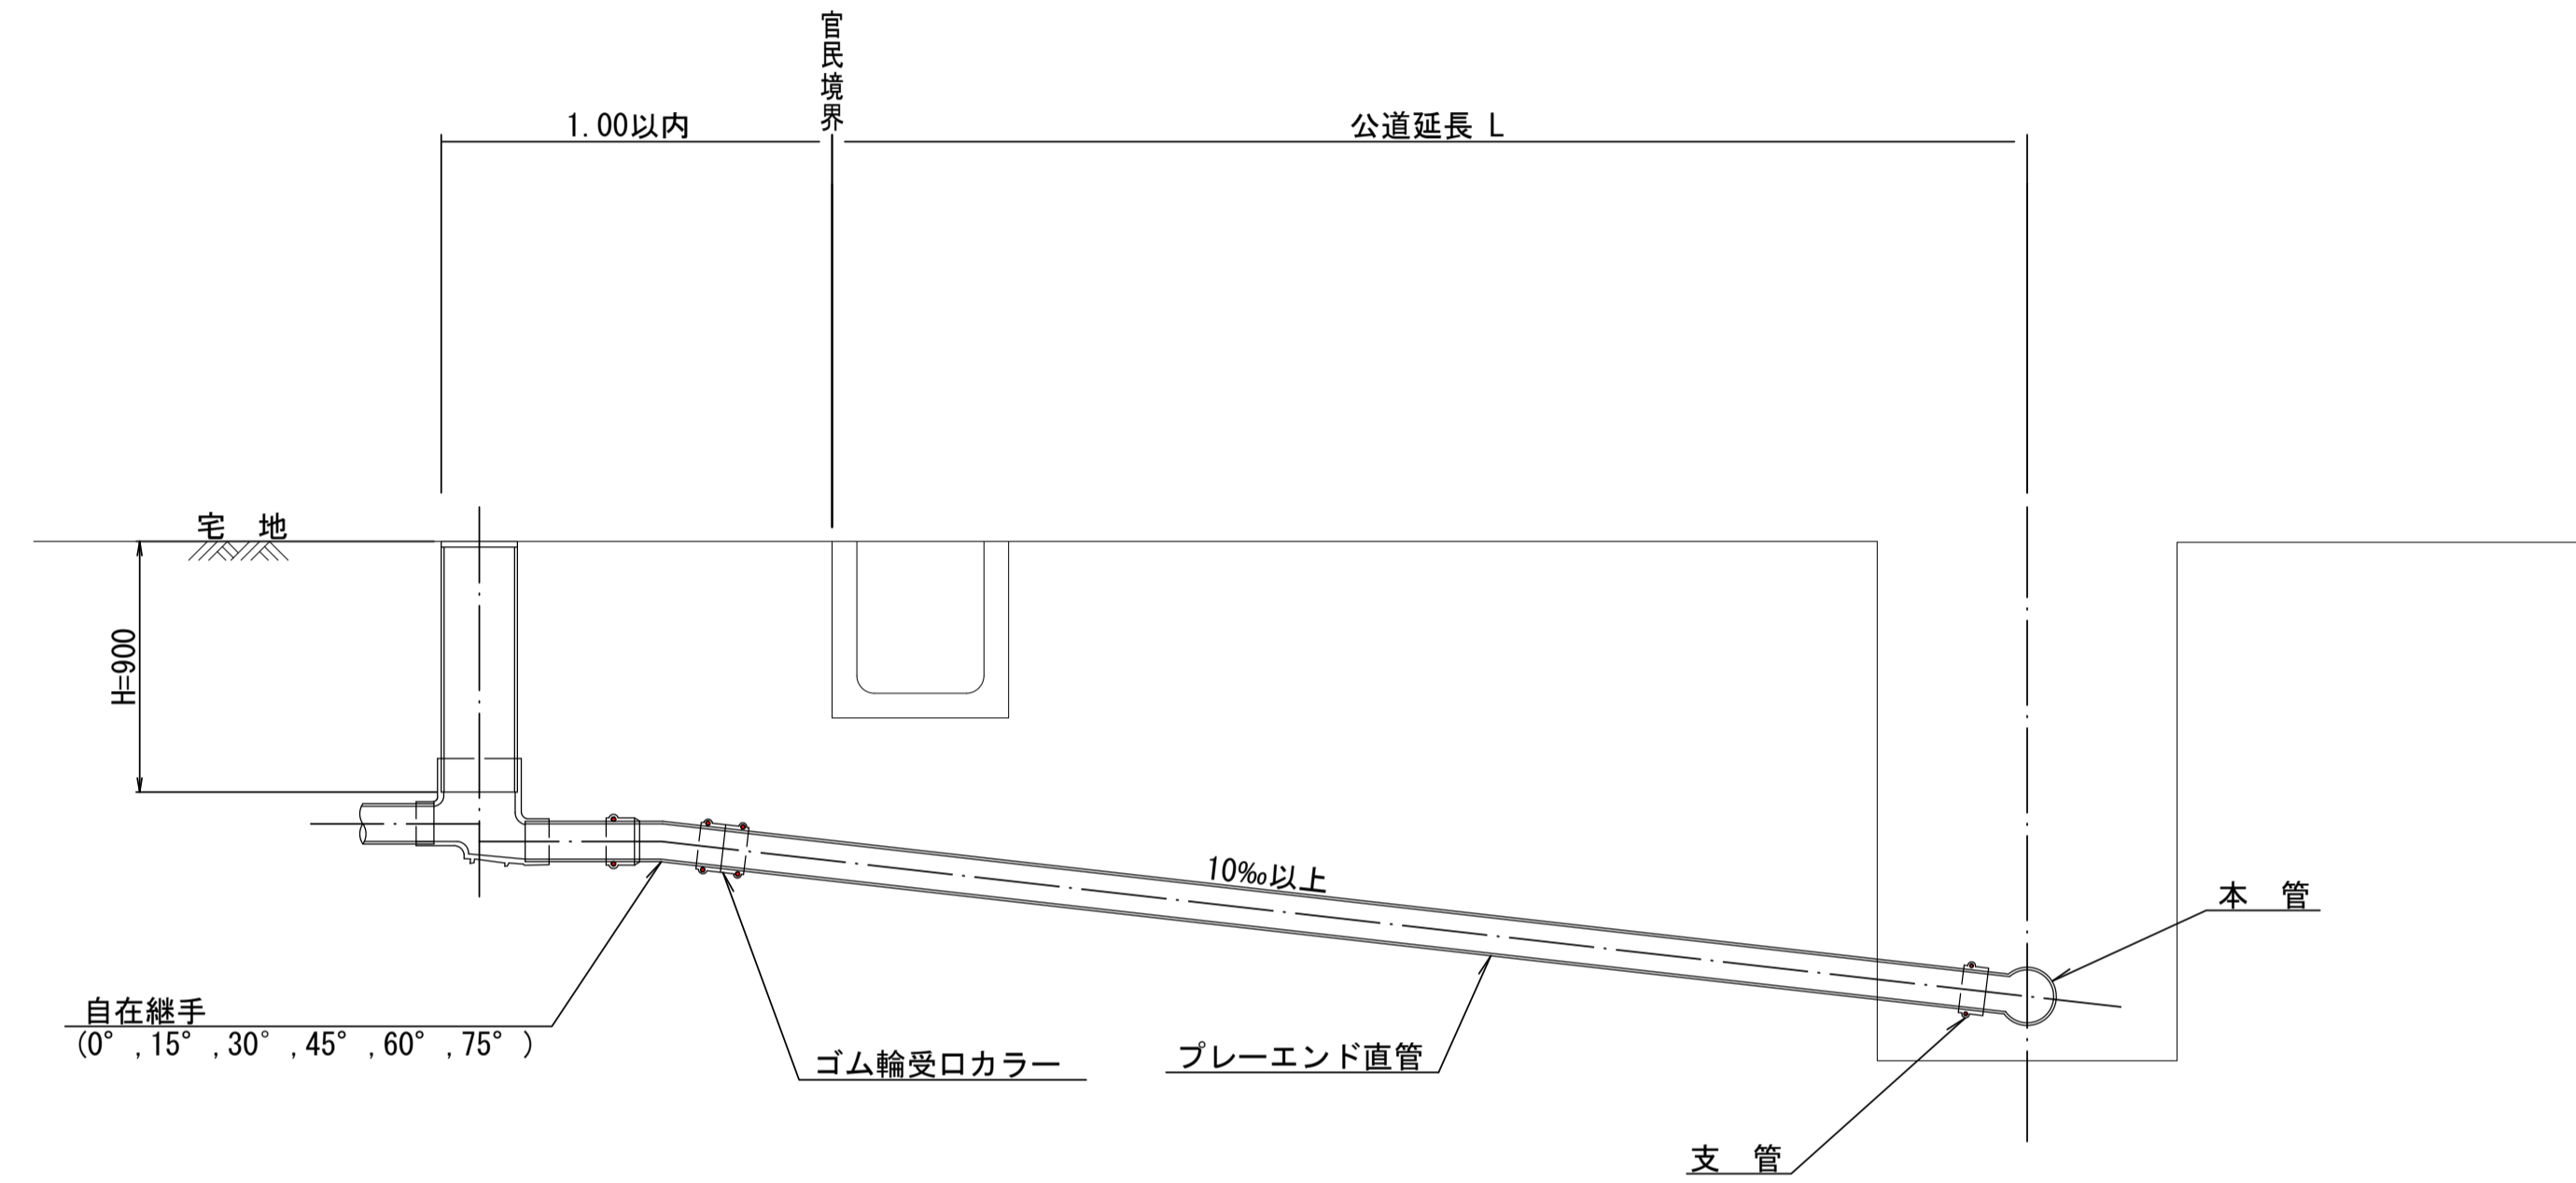 官民境界
1.00以内
公道延長 L
宅　地
H=900
10‰以上
本　管
自在継手
(0°,15°,30°,45°,60°,75°)
ゴム輪受口カラー
プレーエンド直管
支　管